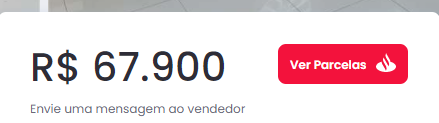 R$ 67.900
Ver Parcelas
Envie uma mensagem ao vendedor